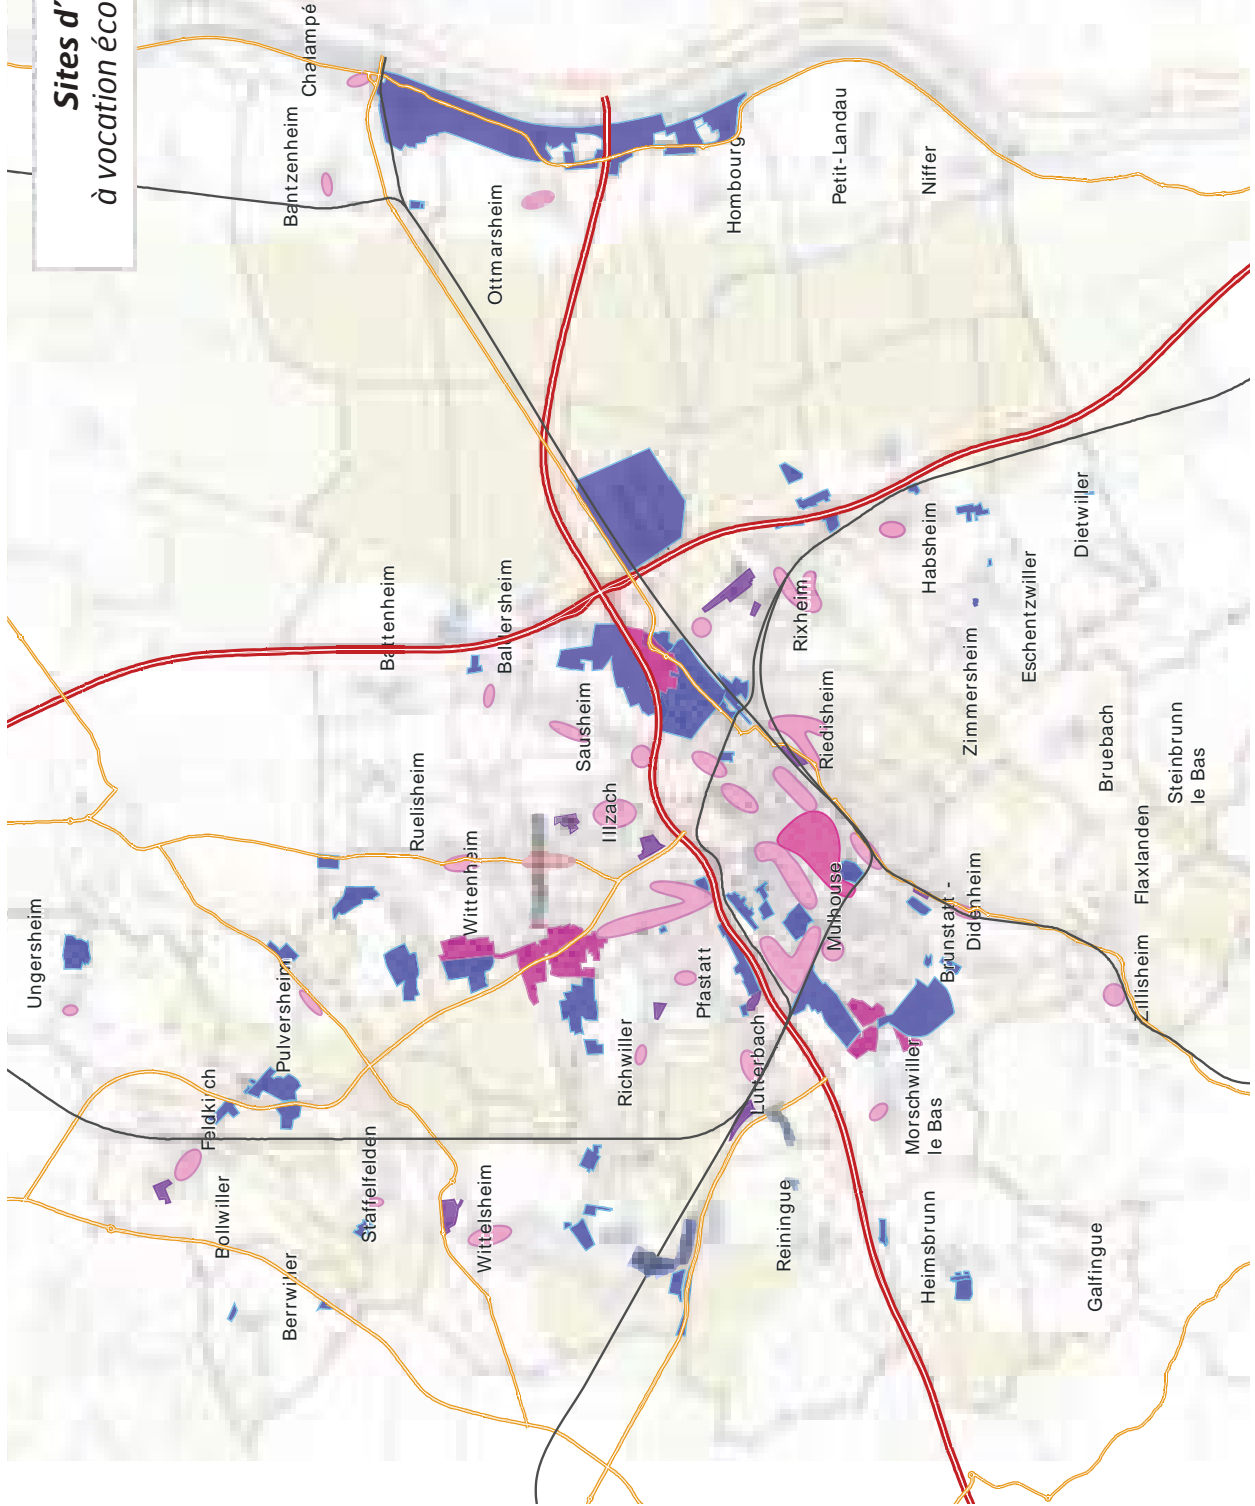 Sites d'
à vocation éco
Chalampé
Bantzenheim
Ottmarsheim
Hombourg
Petit-Landau
Niffer
Battenheim
Baldersheim
Sausheim
Rixheim
Habsheim
Dietwiller
Eschentzwiller
Zimmersheim
Riedisheim
Bruebach
Steinbrunn
le Bas
Ruelisheim
Wittenheim
Illzach
Mulhouse
Flaxlanden
Brunstatt -
Didenheim
Zillisheim
Ungersheim
Pulversheim
Pfastatt
Richwiller
Lutterbach
Morschwiller
le Bas
Feldkirch
Bollwiller
Staffelfelden
Wittelsheim
Berrwiller
Reiningue
Heimsbrunn
Galfingue